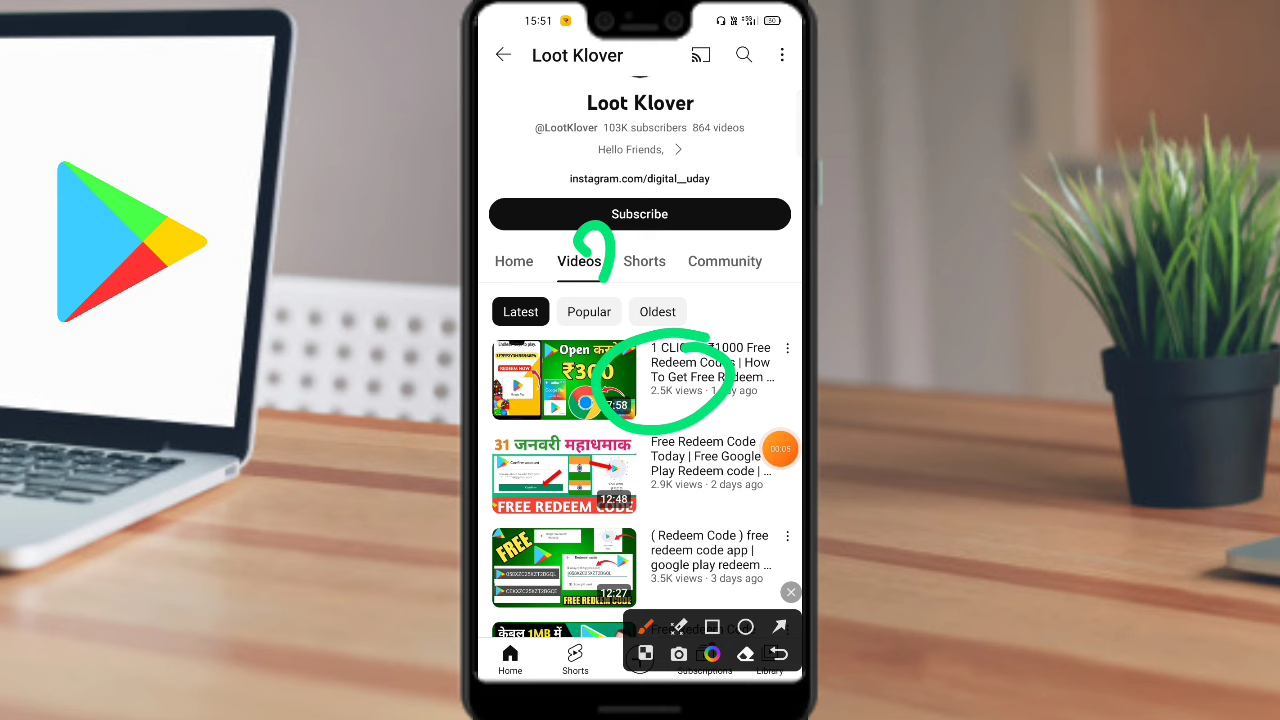 15:51
Loot Klover
Loot Klover
@LootKlover 103K subscribers 864 videos
Hello Friends,
instagram.com/digital__uday
Subscribe
Home Videos Shorts Community
Latest Popular Oldest
Open
₹300
7:58
₹1000 Free
Redeem | How
To Get Free Redeem ...
2.5K views · ago
31 जनवरी महाधमाक
FREE REDEEM CODE
12:48
Free Redeem Code
Today | Free Google
Play Redeem code | ...
2.9K views · 2 days ago
00:05
FREE
FREE REDEEM CODE
12:27
( Redeem Code ) free
redeem code app |
google play redeem ...
3.5K views · 3 days ago
केवल 1MB में
Home Shorts Subscriptions Library